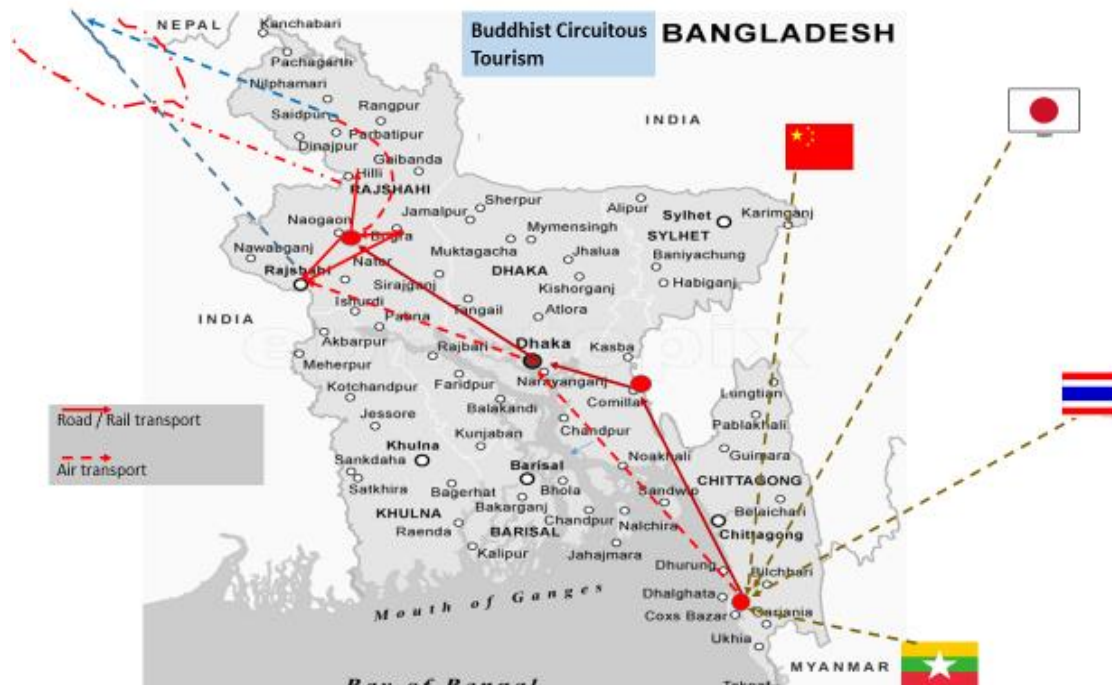 NEPAL
Kanchabari
Buddhist Circuitous
Tourism
BANGLADESH
Pachagarh
Nilphamari
Rangpur
Saidpur
INDIA
Parbatipur
Dinajpur
Gaibanda
Hilli
RAJSHAHI
Sherpur
Alipur
Sylhet
Karimganj
Naogaon
Jamalpur
Bogra
Mymensingh
SYLHET
Nawabganj
Muktagacha
Jhalua
Baniyachung
Rajshahi
Nator
DHAKA
Sirajganj
Kishorganj
Habiganj
Ishurdi
Tangail
Atlora
INDIA
Pabna
Akbarpur
Rajbari
Dhaka
Kasba
Meherpur
Narayanganj
Kotchandpur
Faridpur
Comilla
Lungtian
Road / Rail transport
Jessore
Balakandi
Chandpur
Pablakhali
Khulna
Kunjaban
Guimara
Air transport
Sankdaha
Barisal
Noakhali
CHITTAGONG
Satkhira
Bagerhat
Bhola
Sandwip
Belaichari
Bakarganj
KHULNA
Chandpur
Nalchira
Chittagong
Raenda
BARISAL
Kalipur
Jahajmara
Dhurung
Bilchhari
Mouth of Ganges
Dhalghata
Coxs Bazar
Garjania
Ukhia
MYANMAR
Bay of Bengal